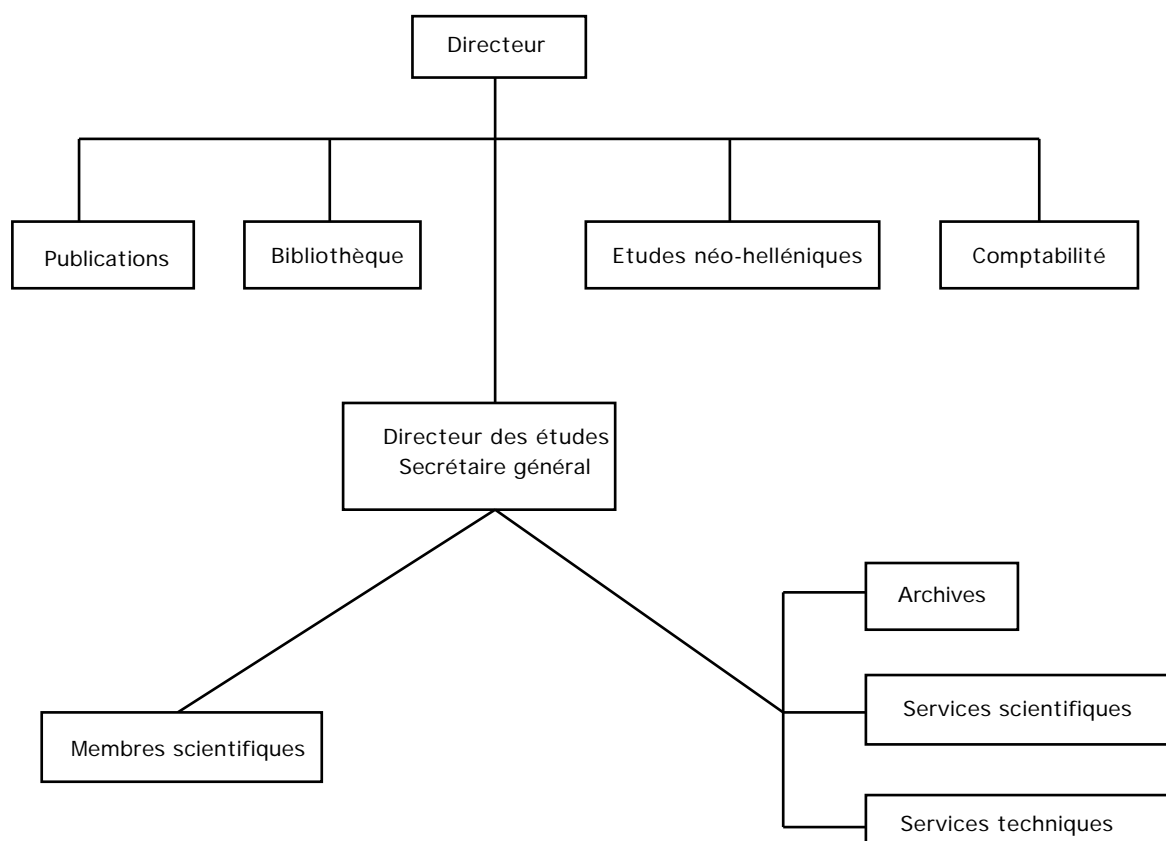 Directeur
Publications
Bibliothèque
Etudes néo-helléniques
Comptabilité
Directeur des études
Secrétaire général
Archives
Services scientifiques
Membres scientifiques
Services techniques